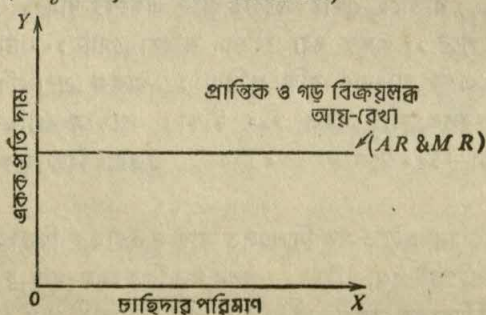 Y
প্রান্তিক ও গড় বিক্রয়লব্ধ
আয়-রেখা
(AR & MR)
একক প্রতি দাম
0
চাহিদার পরিমাণ
X